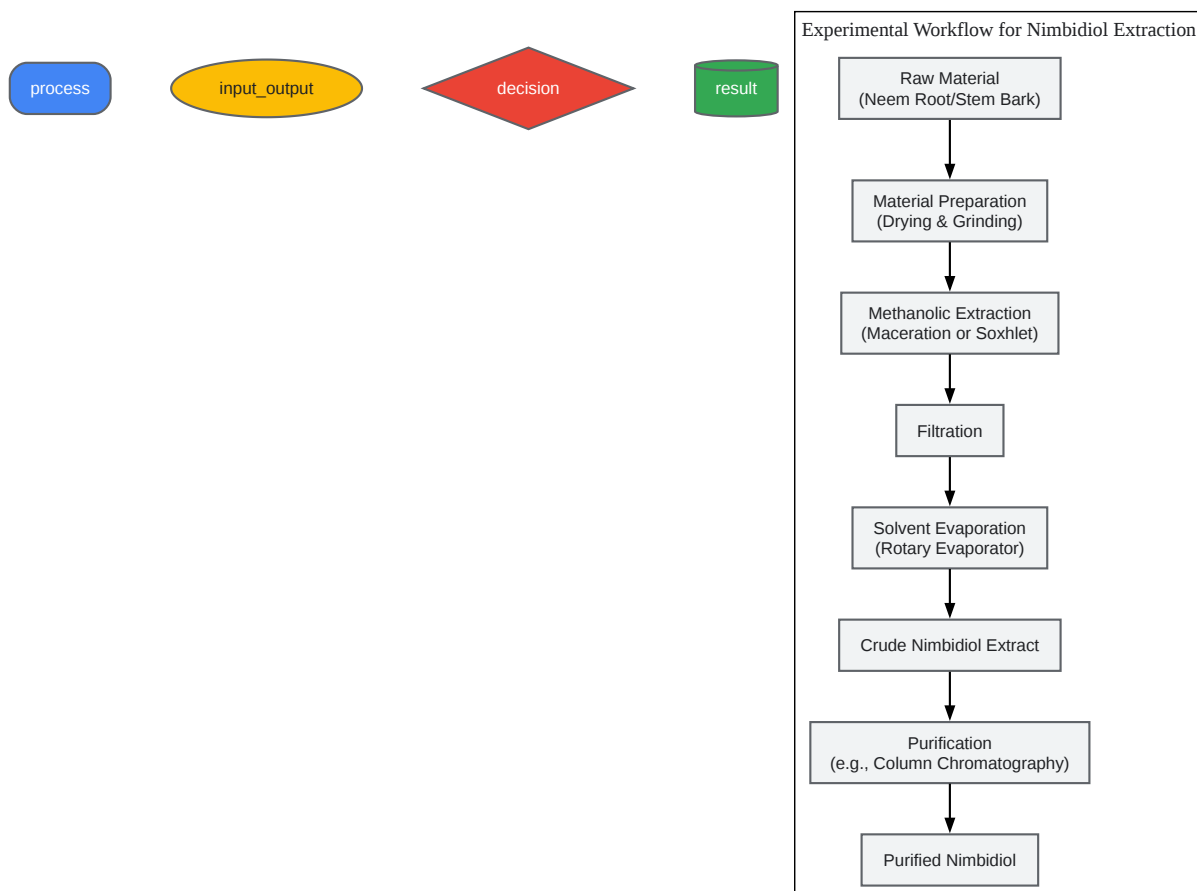 process
input_output
decision
result
Experimental Workflow for Nimbidiol Extraction
Raw Material
(Neem Root/Stem Bark)
Material Preparation
(Drying & Grinding)
Methanolic Extraction
(Maceration or Soxhlet)
Filtration
Solvent Evaporation
(Rotary Evaporator)
Crude Nimbidiol Extract
Purification
(e.g., Column Chromatography)
Purified Nimbidiol